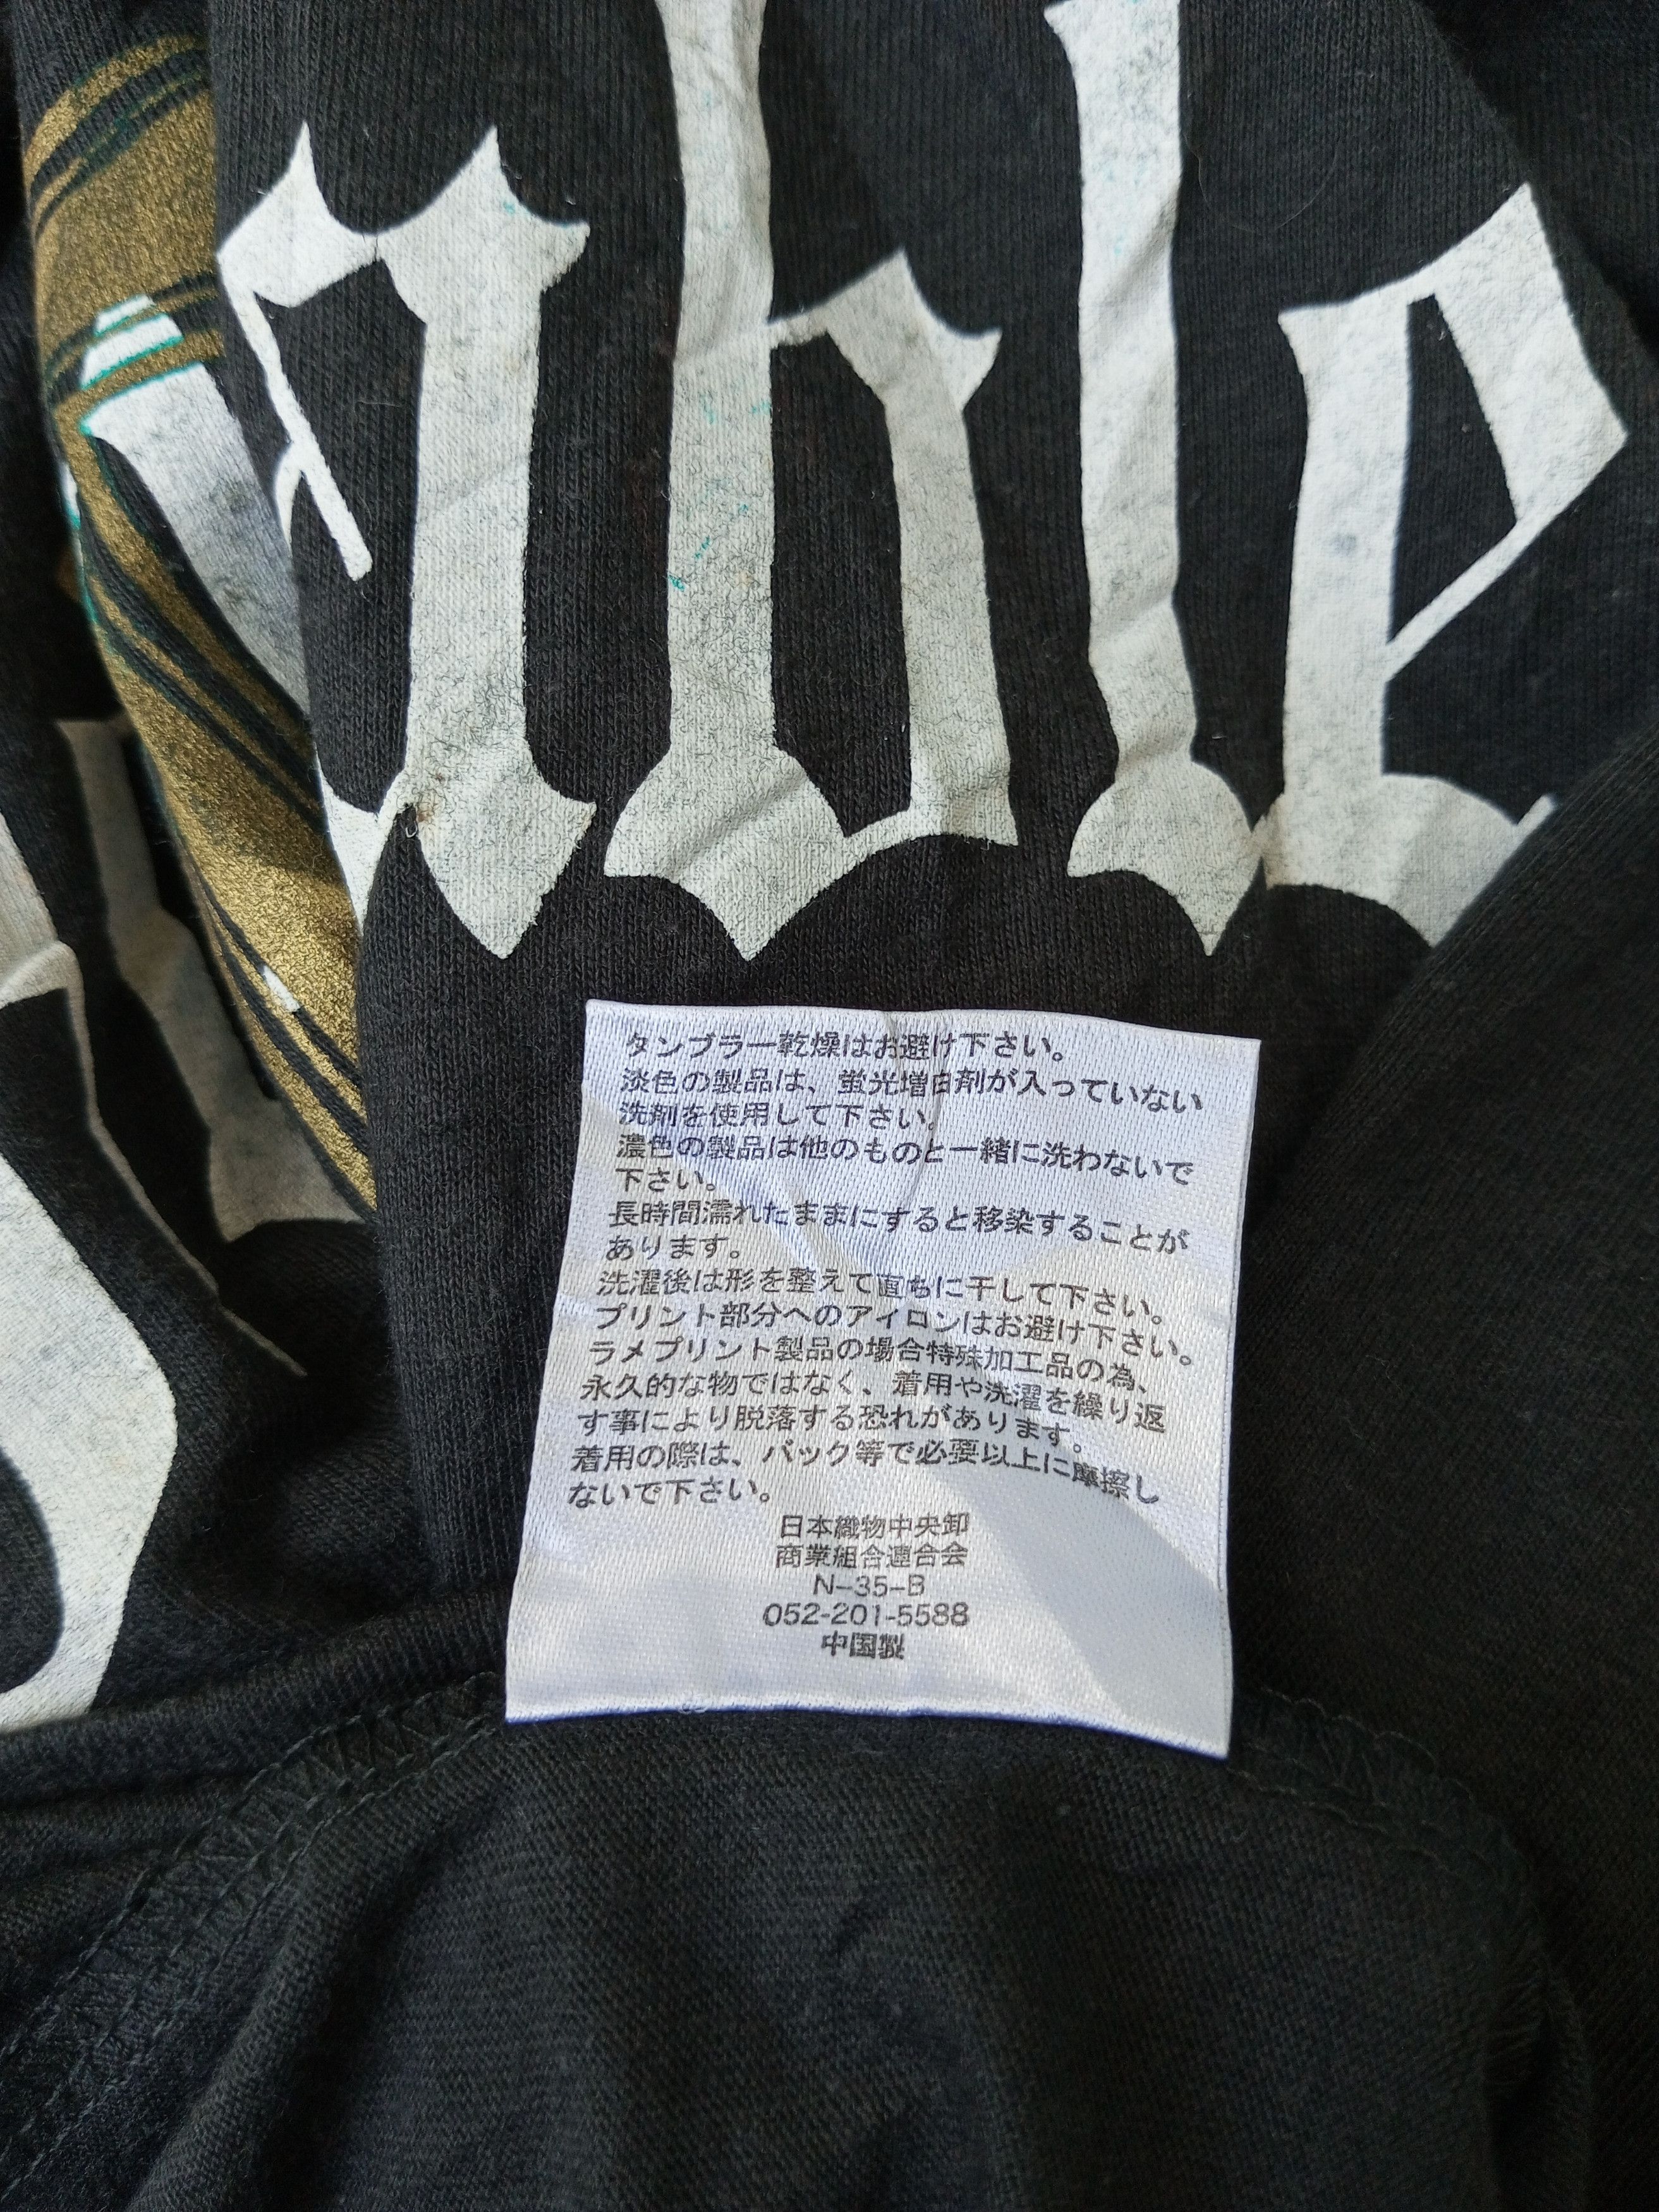 able
タンブラー乾燥はお避け下さい。
淡色の製品は、蛍光増白剤が入っていない
洗剤を使用して下さい。
濃色の製品は他のものと一緒に洗わないで
下さい。
長時間濡れたままにすると移染することが
あります。
洗濯後は形を整えて直ちに干して下さい。
プリント部分へのアイロンはお避け下さい。
ラメプリント製品の場合特殊加工品の為、
永久的な物ではなく、着用や洗濯を繰り返
す事により脱落する恐れがあります。
着用の際は、バック等で必要以上に摩擦し
ないで下さい。
日本織物中央卸
商業組合連合会
N-35-B
052-201-5588
中国製